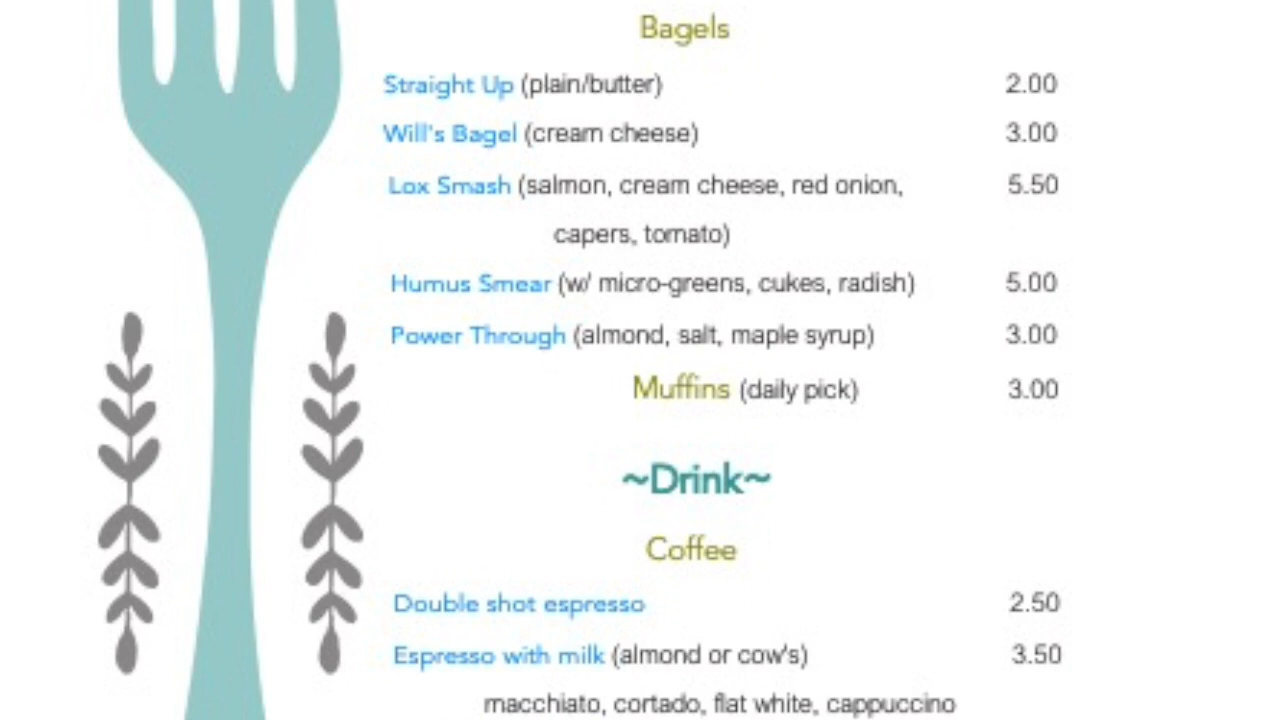 Bagels
Straight Up (plain/butter) 2.00
Will's Bagel (cream cheese) 3.00
Lox Smash (salmon, cream cheese, red onion, 5.50
capers, tomato)
Humus Smear (w/ micro-greens, cukes, radish) 5.00
Power Through (almond, salt, maple syrup) 3.00
Muffins (daily pick) 3.00
~Drink~
Coffee
Double shot espresso 2.50
Espresso with milk (almond or cow's) 3.50
macchiato, cortado, flat white, cappuccino